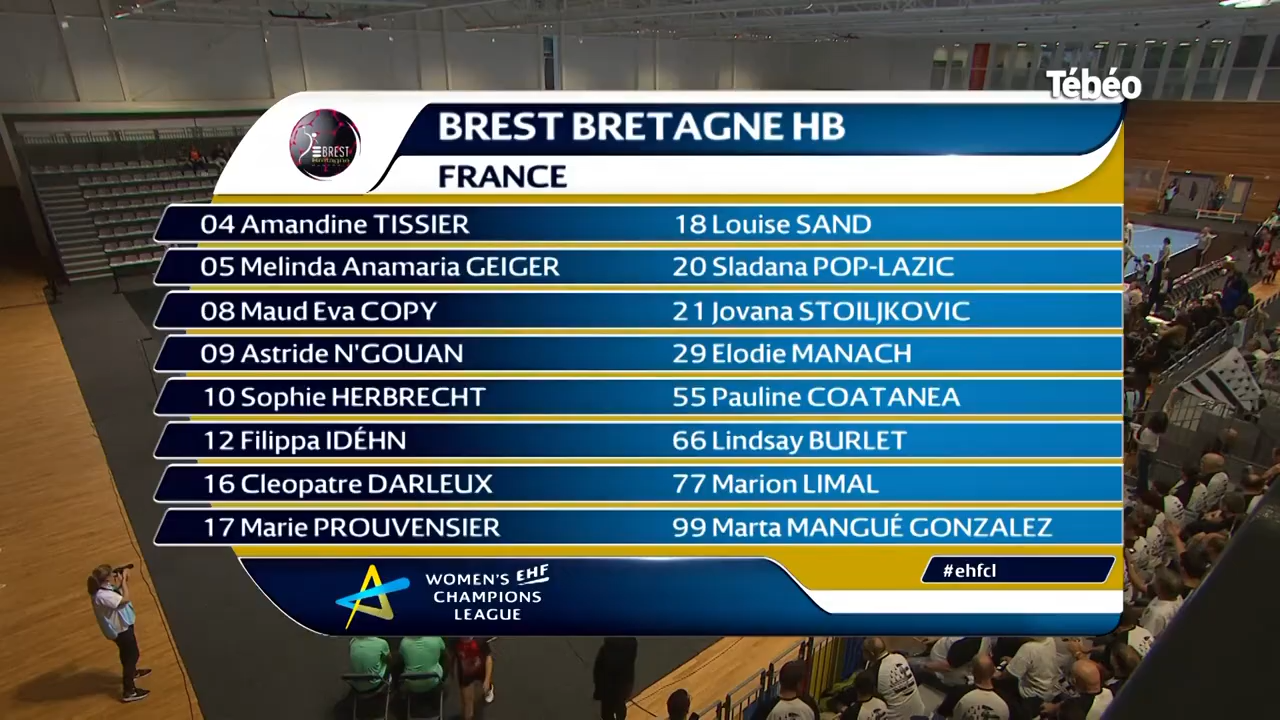 Tébéo
BREST BRETAGNE HB
BREST
Bretagne
FRANCE
04 Amandine TISSIER
18 Louise SAND
05 Melinda Anamaria GEIGER
20 Sladana POP-LAZIC
08 Maud Eva COPY
21 Jovana STOILJKOVIC
09 Astride N'GOUAN
29 Elodie MANACH
10 Sophie HERBRECHT
55 Pauline COATANEA
12 Filippa IDÉHN
66 Lindsay BURLET
16 Cleopatre DARLEUX
77 Marion LIMAL
17 Marie PROUVENSIER
99 Marta MANGUÉ GONZALEZ
WOMEN'S EHF
CHAMPIONS
LEAGUE
#ehfcl